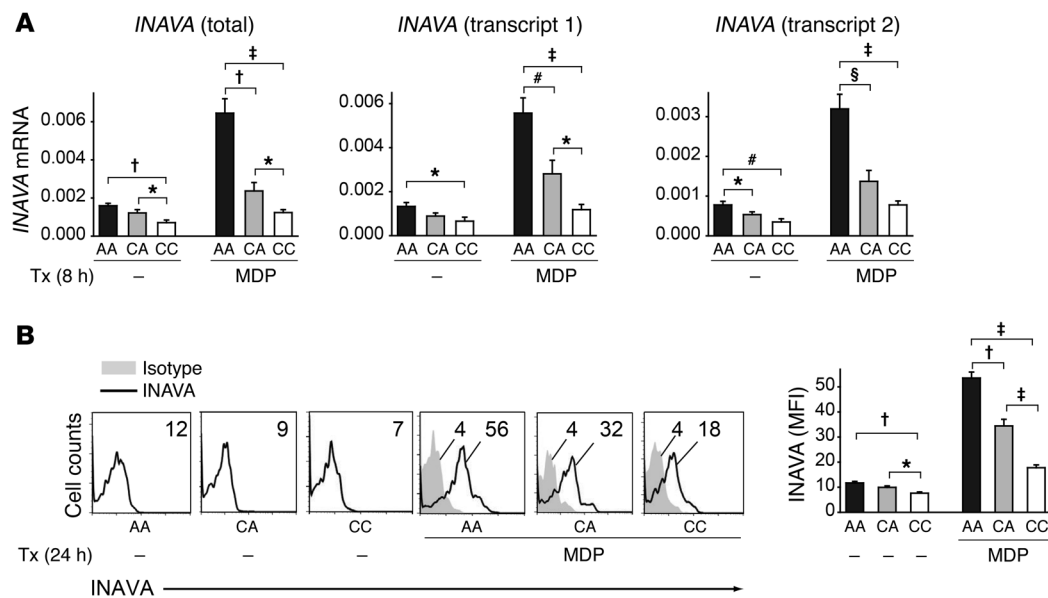 A
INAVA (total)
INAVA (transcript 1)
INAVA (transcript 2)
INAVA mRNA
0.006
0.004
0.002
0.000
† * † ‡ *
AA CA CC AA CA CC
Tx (8 h) – MDP
0.006
0.004
0.002
0.000
* # ‡ *
AA CA CC AA CA CC
– MDP
0.003
0.002
0.001
0.000
# * § ‡
AA CA CC AA CA CC
– MDP
B
Isotype
INAVA
Cell counts
12 9 7 4 56 4 32 4 18
AA CA CC AA CA CC
Tx (24 h) – – – MDP
INAVA
INAVA (MFI)
50
40
30
20
10
0
† * † ‡ ‡
AA CA CC AA CA CC
– – – MDP